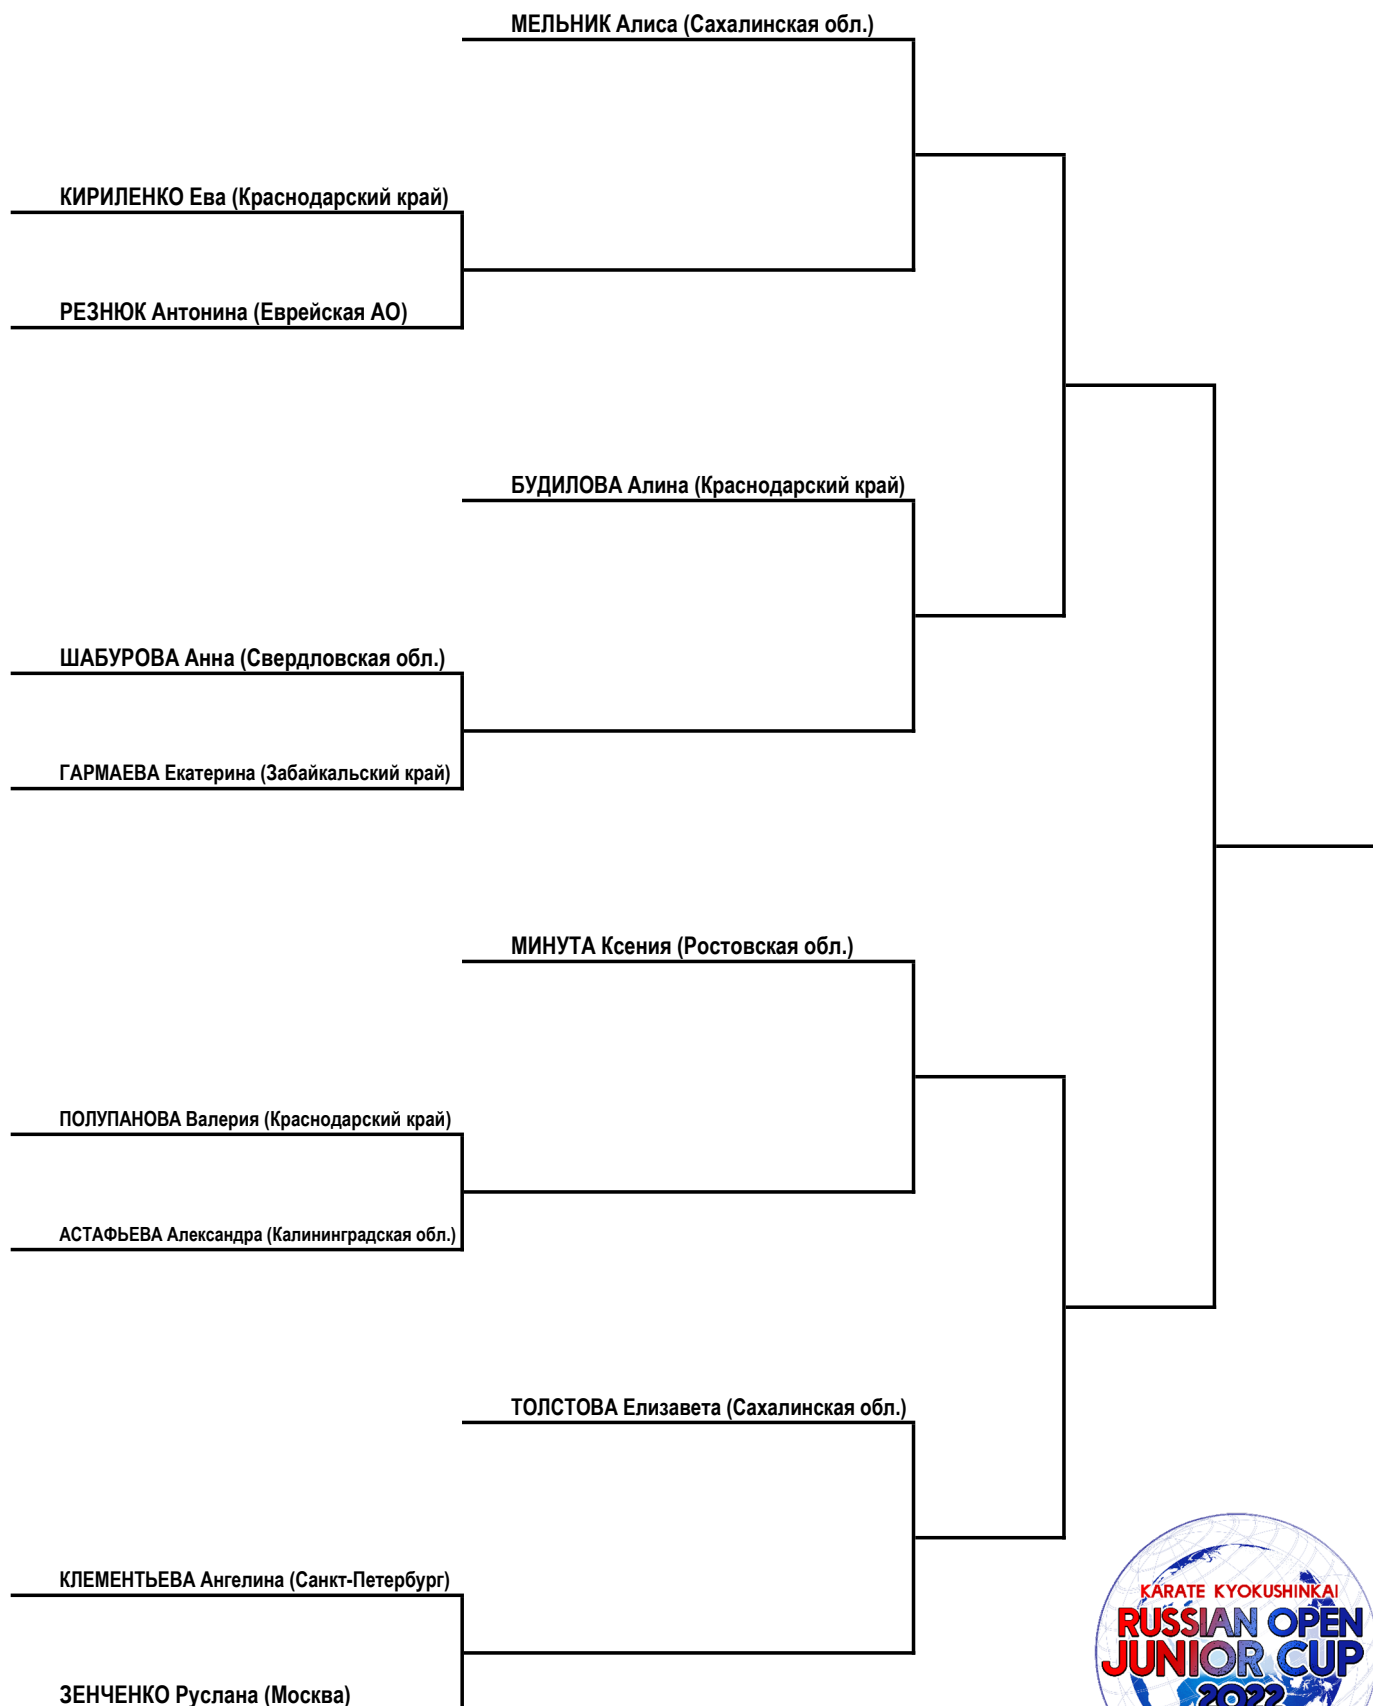 МЕЛЬНИК Алиса (Сахалинская обл.)
КИРИЛЕНКО Ева (Краснодарский край)
РЕЗНЮК Антонина (Еврейская АО)
БУДИЛОВА Алина (Краснодарский край)
ШАБУРОВА Анна (Свердловская обл.)
ГАРМАЕВА Екатерина (Забайкальский край)
МИНУТА Ксения (Ростовская обл.)
ПОЛУПАНОВА Валерия (Краснодарский край)
АСТАФЬЕВА Александра (Калининградская обл.)
ТОЛСТОВА Елизавета (Сахалинская обл.)
КЛЕМЕНТЬЕВА Ангелина (Санкт-Петербург)
ЗЕНЧЕНКО Руслана (Москва)
KARATE KYOKUSHINKAI
RUSSIAN OPEN
JUNIOR CUP
2022